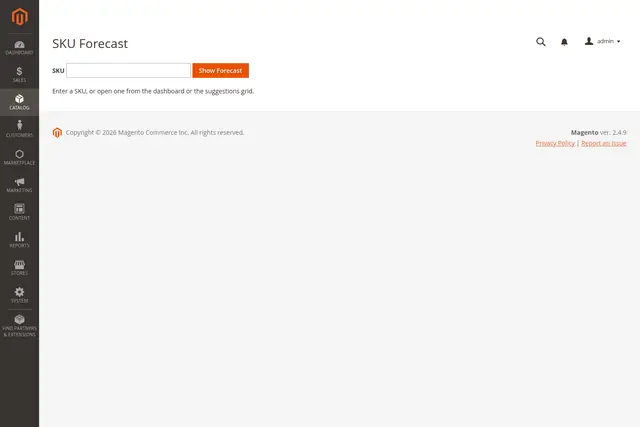 SKU Forecast
admin
SKU
Show Forecast
Enter a SKU, or open one from the dashboard or the suggestions grid.
DASHBOARD
SALES
CATALOG
CUSTOMERS
MARKETPLACE
MARKETING
CONTENT
REPORTS
STORES
SYSTEM
FIND PARTNERS
& EXTENSIONS
Copyright © 2026 Magento Commerce Inc. All rights reserved.
Magento ver. 2.4.9
Privacy Policy | Report an Issue